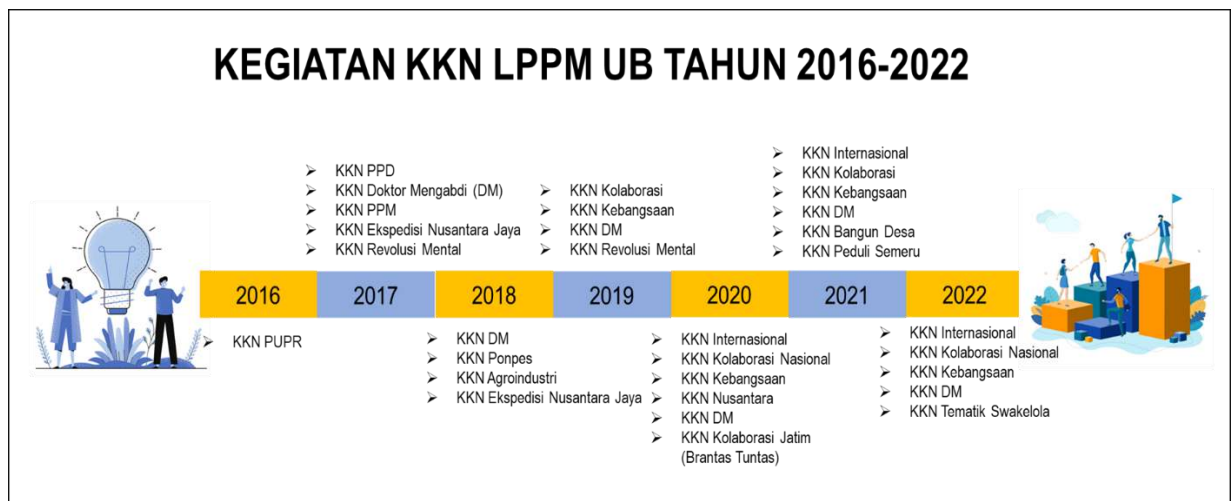 KEGIATAN KKN LPPM UB TAHUN 2016-2022
2016
➢ KKN PUPR
2017
➢ KKN PPD
➢ KKN Doktor Mengabdi (DM)
➢ KKN PPM
➢ KKN Ekspedisi Nusantara Jaya
➢ KKN Revolusi Mental
2018
➢ KKN DM
➢ KKN Ponpes
➢ KKN Agroindustri
➢ KKN Ekspedisi Nusantara Jaya
2019
➢ KKN Kolaborasi
➢ KKN Kebangsaan
➢ KKN DM
➢ KKN Revolusi Mental
2020
➢ KKN Internasional
➢ KKN Kolaborasi Nasional
➢ KKN Kebangsaan
➢ KKN Nusantara
➢ KKN DM
➢ KKN Kolaborasi Jatim
(Brantas Tuntas)
2021
➢ KKN Internasional
➢ KKN Kolaborasi
➢ KKN Kebangsaan
➢ KKN DM
➢ KKN Bangun Desa
➢ KKN Peduli Semeru
2022
➢ KKN Internasional
➢ KKN Kolaborasi Nasional
➢ KKN Kebangsaan
➢ KKN DM
➢ KKN Tematik Swakelola